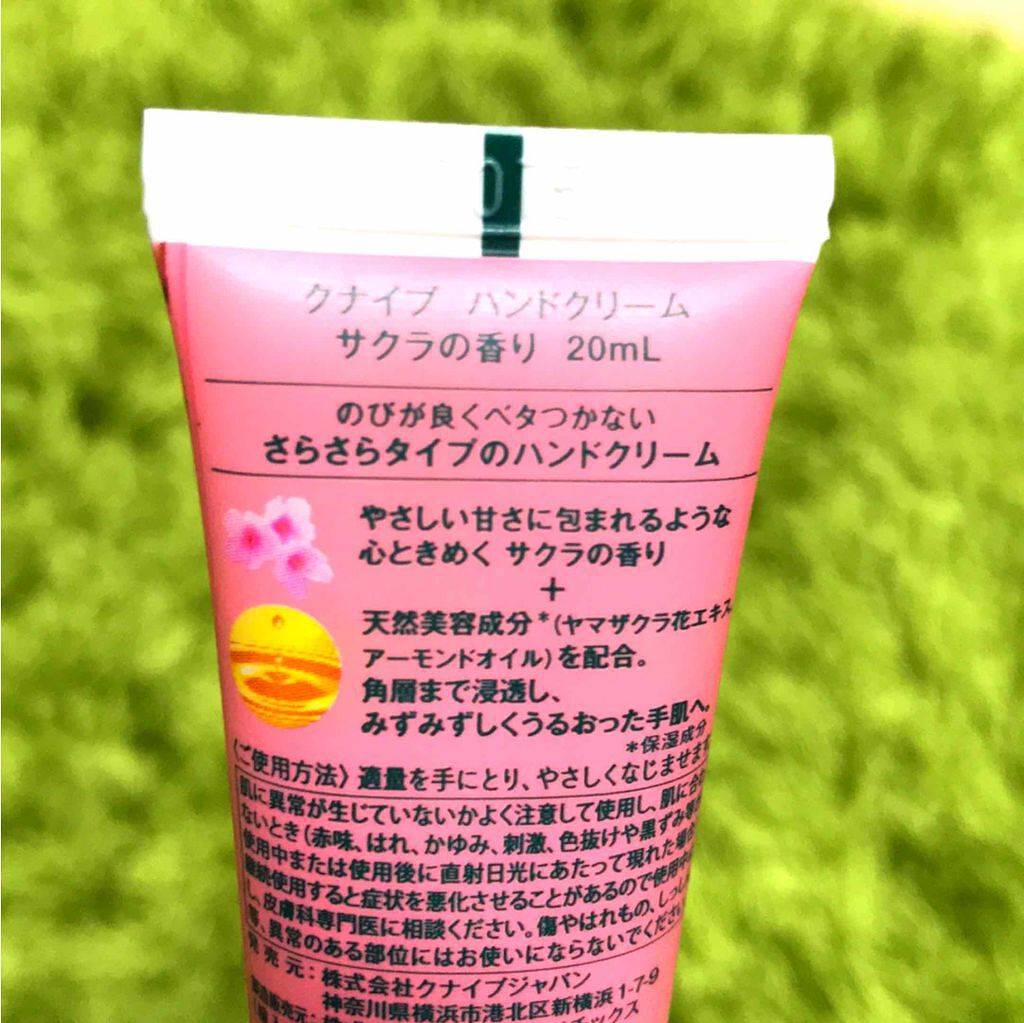 クナイプ ハンドクリーム
サクラの香り 20mL
のびが良くベタつかない
さらさらタイプのハンドクリーム
やさしい甘さに包まれるような
心ときめく サクラの香り
+
天然美容成分*(ヤマザクラ花エキス
アーモンドオイル)を配合。
角層まで浸透し、
みずみずしくうるおった手肌へ。
*保湿成分
〈ご使用方法〉適量を手にとり、やさしくなじませます
肌に異常が生じていないかよく注意して使用し、肌に合わ
ないとき(赤味、はれ、かゆみ、刺激、色抜けや黒ずみ等
使用中または使用後に直射日光にあたって現れた場合
継続使用すると症状を悪化させることがあるので使用中
し、皮膚科専門医に相談ください。傷やはれもの、しっし
等、異常のある部位にはお使いにならないでください
発売元:株式会社クナイプジャパン
神奈川県横浜市港北区新横浜1-7-9